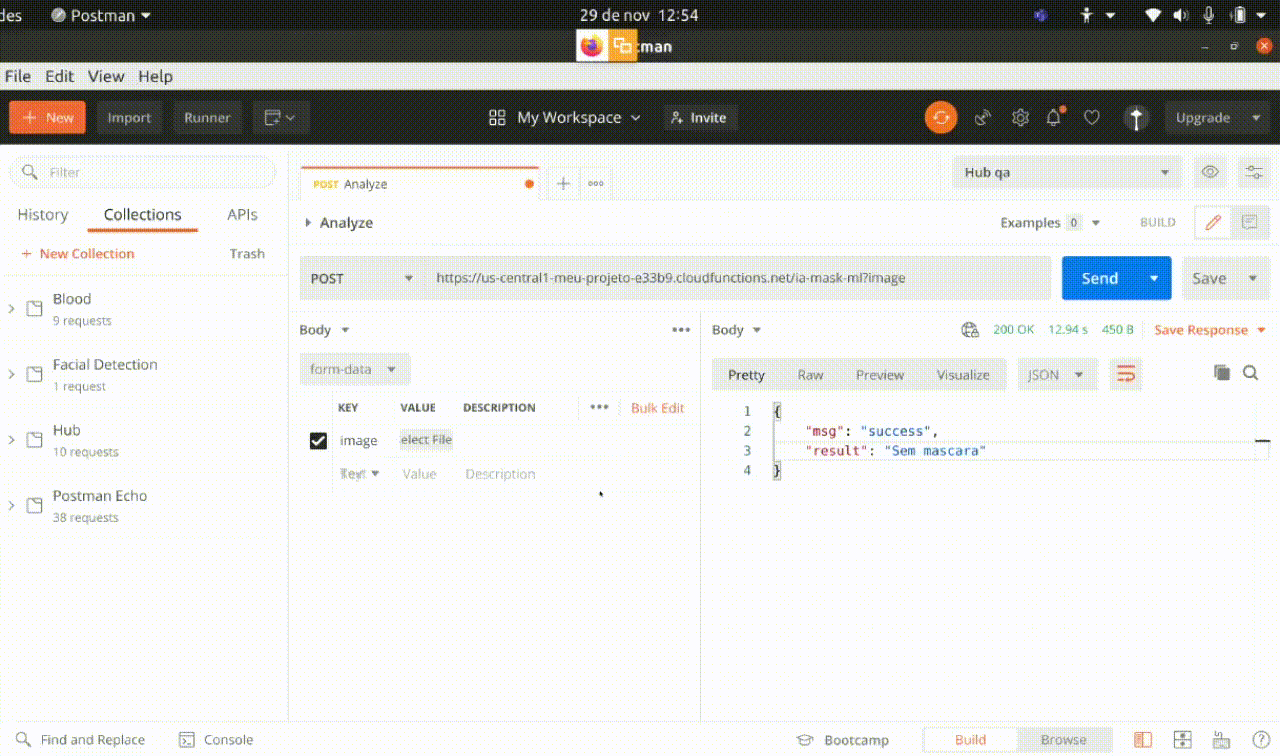 des Postman 29 de nov 12:54
tman
File Edit View Help
+ New Import Runner My Workspace Invite Upgrade
Filter POST Analyze + ooo Hub qa
History Collections APIs Analyze Examples 0 BUILD
+ New Collection Trash
POST https://us-central1-meu-projeto-e33b9.cloudfunctions.net/ia-mask-ml?image Send Save
Blood
9 requests
Body ••• Body 200 OK 12.94 s 450 B Save Response
Facial Detection
1 request
form-data Pretty Raw Preview Visualize JSON
KEY VALUE DESCRIPTION ••• Bulk Edit
image elect File
Value Description
1 {
2 "msg": "success",
3 "result": "Sem mascara"
4 }
Hub
10 requests
Postman Echo
38 requests
Find and Replace Console Bootcamp Build Browse ?